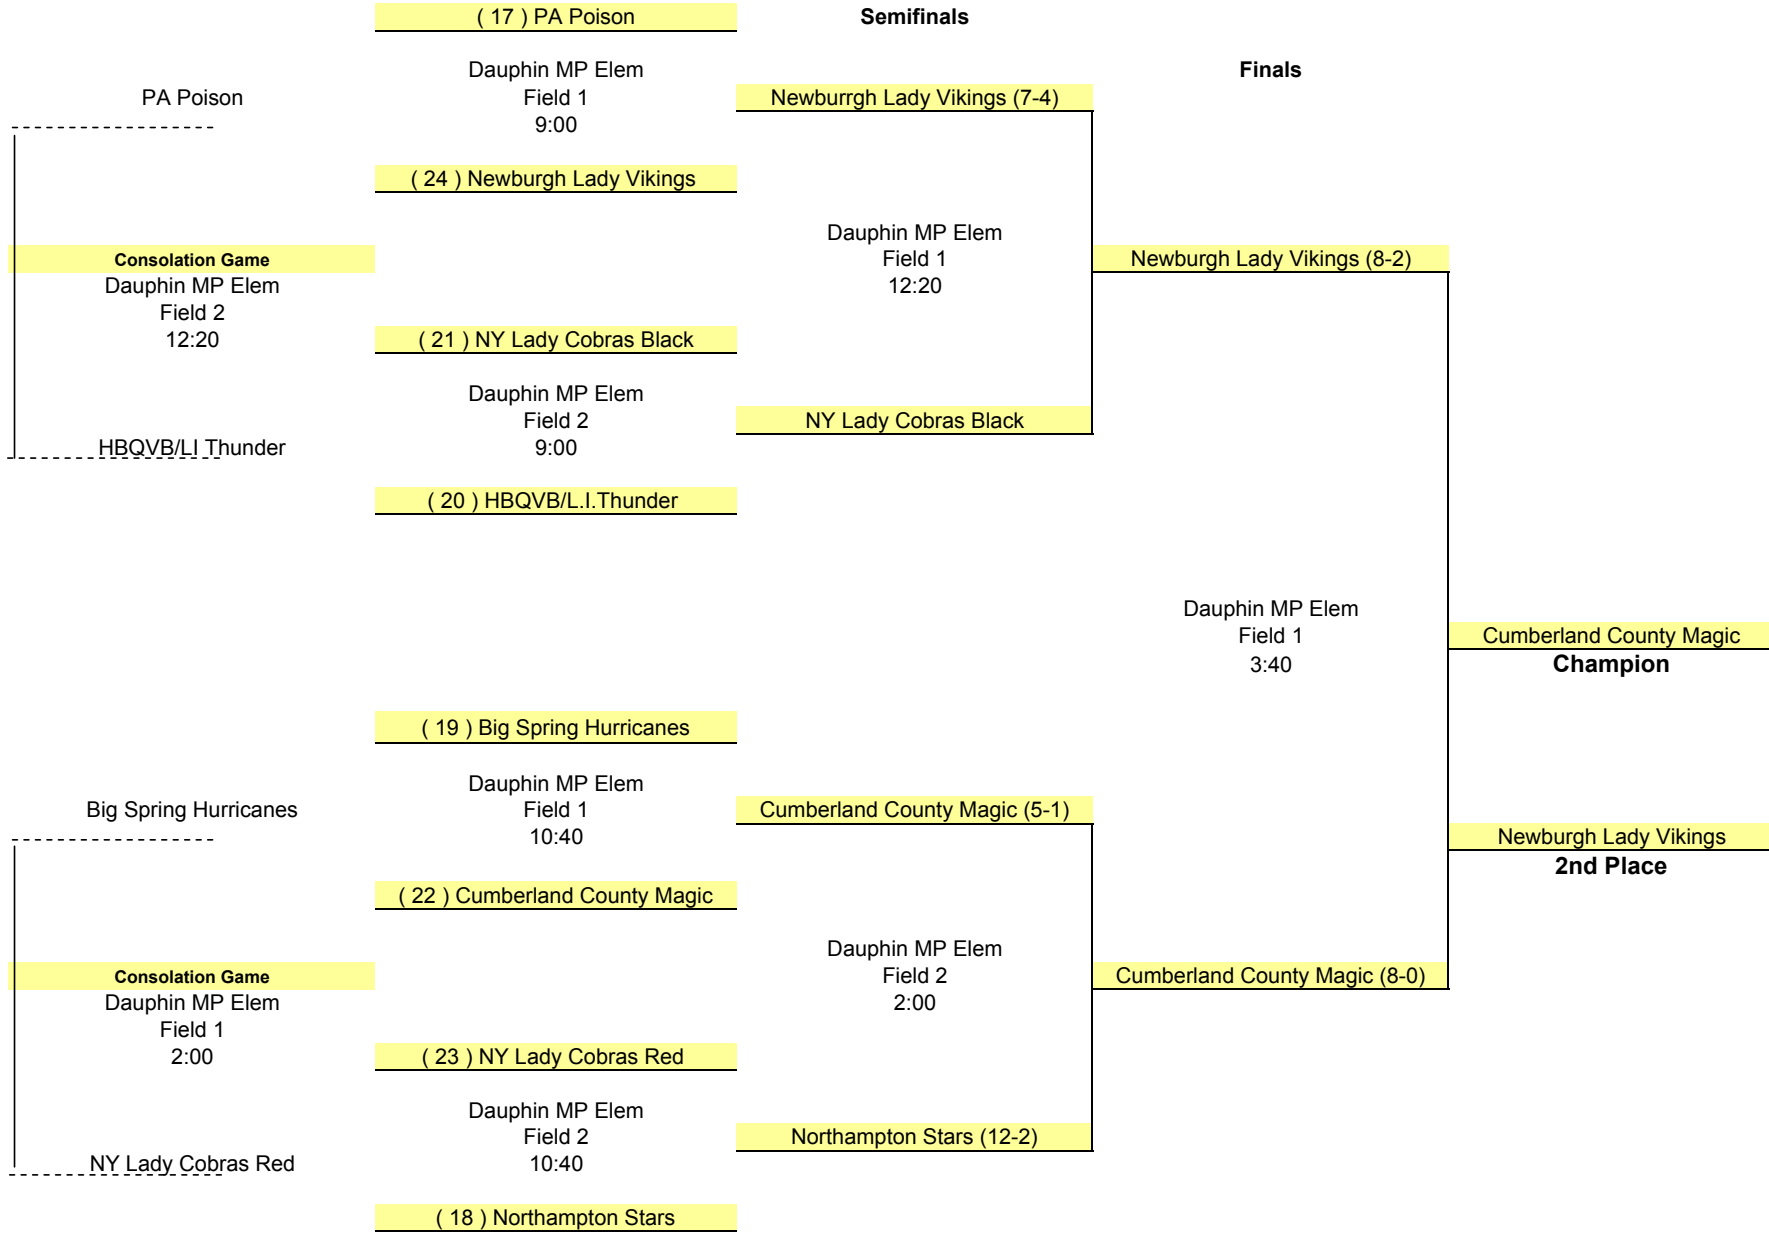 ( 17 ) PA Poison
Semifinals
Dauphin MP Elem
Finals
PA Poison
Field 1
Newburrgh Lady Vikings (7-4)
9:00
( 24 ) Newburgh Lady Vikings
Dauphin MP Elem
Consolation Game
Field 1
Newburgh Lady Vikings (8-2)
Dauphin MP Elem
12:20
Field 2
12:20
( 21 ) NY Lady Cobras Black
Dauphin MP Elem
Field 2
NY Lady Cobras Black
HBQVB/LI Thunder
9:00
( 20 ) HBQVB/L.I.Thunder
Dauphin MP Elem
Field 1
Cumberland County Magic
3:40
Champion
( 19 ) Big Spring Hurricanes
Dauphin MP Elem
Big Spring Hurricanes
Field 1
Cumberland County Magic (5-1)
10:40
Newburgh Lady Vikings
2nd Place
( 22 ) Cumberland County Magic
Dauphin MP Elem
Consolation Game
Field 2
Cumberland County Magic (8-0)
Dauphin MP Elem
2:00
Field 1
2:00
( 23 ) NY Lady Cobras Red
Dauphin MP Elem
Field 2
Northampton Stars (12-2)
NY Lady Cobras Red
10:40
( 18 ) Northampton Stars